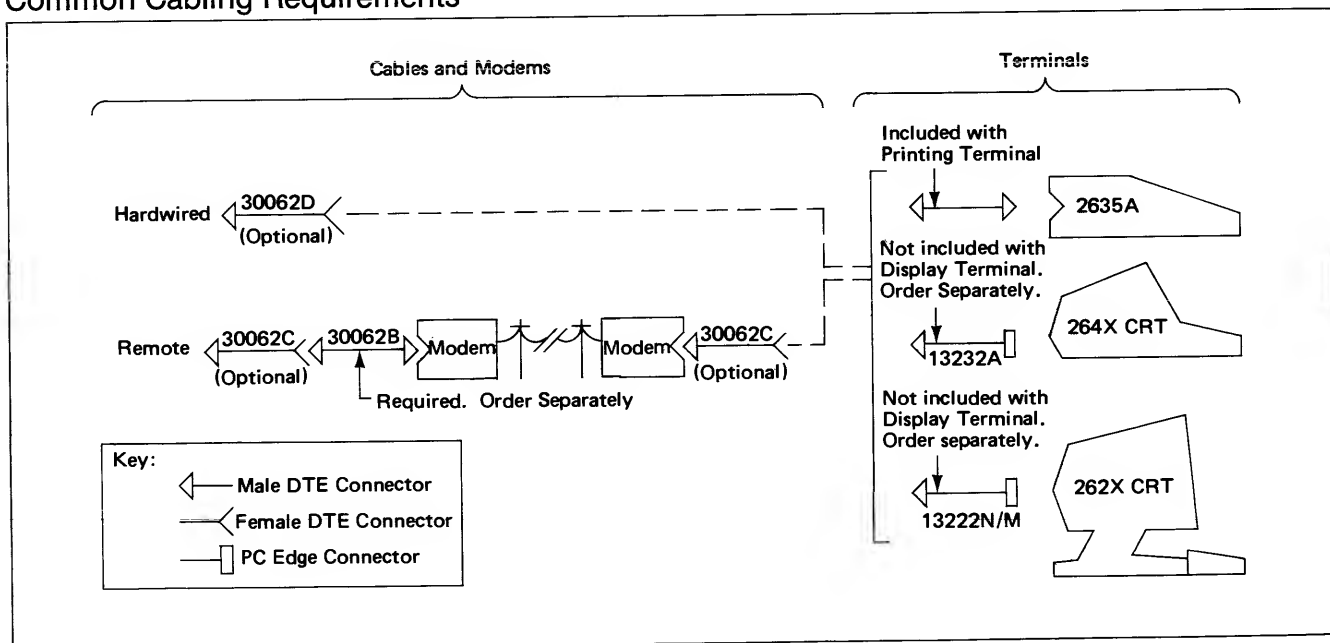 Common Cabling Requirements
Cables and Modems
Terminals
Included with
Printing Terminal
2635A
Hardwired
30062D
(Optional)
Not included with
Display Terminal.
Order Separately.
264X CRT
13232A
Remote
30062C
(Optional)
30062B
Modem
Modem
30062C
(Optional)
Required. Order Separately
Not included with
Display Terminal.
Order separately.
262X CRT
13222N/M
Key:
Male DTE Connector
Female DTE Connector
PC Edge Connector